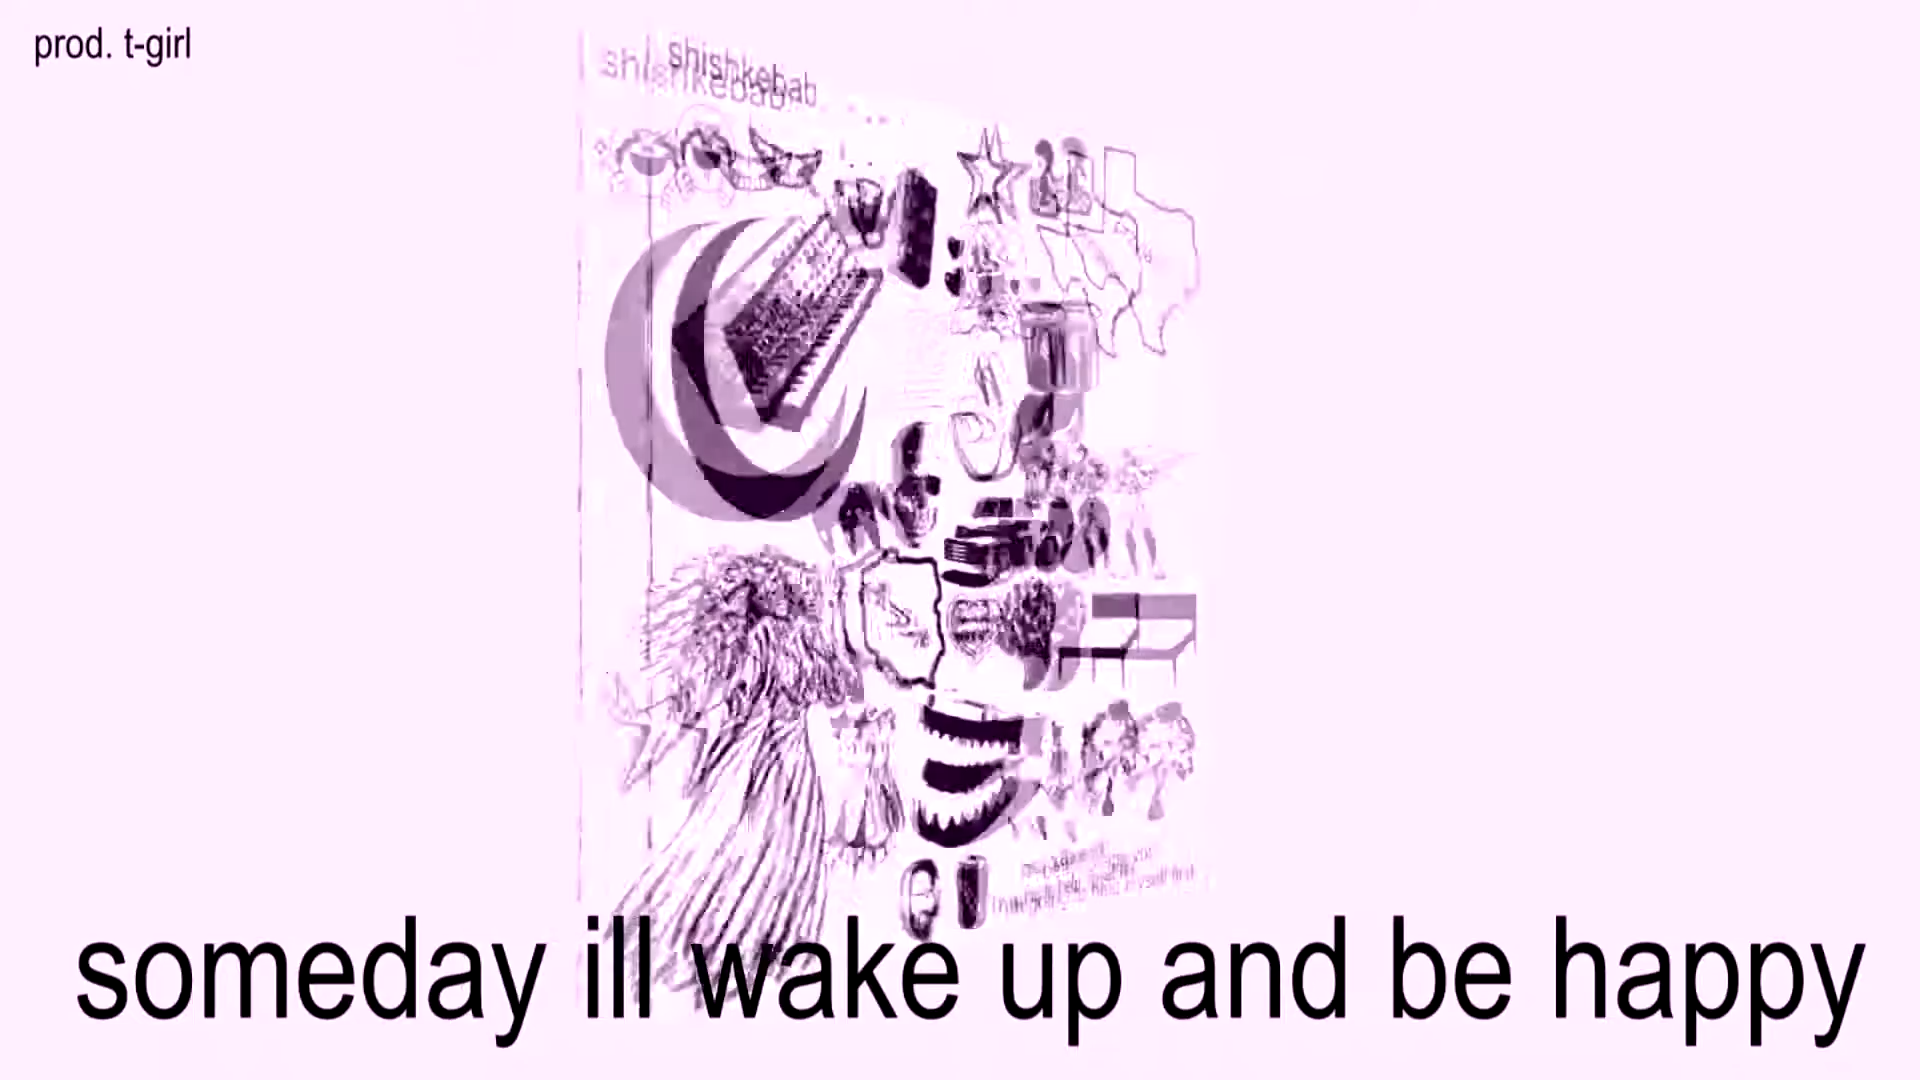 prod. t-girl
shishkebab
shishkebab
someday ill wake up and be happy